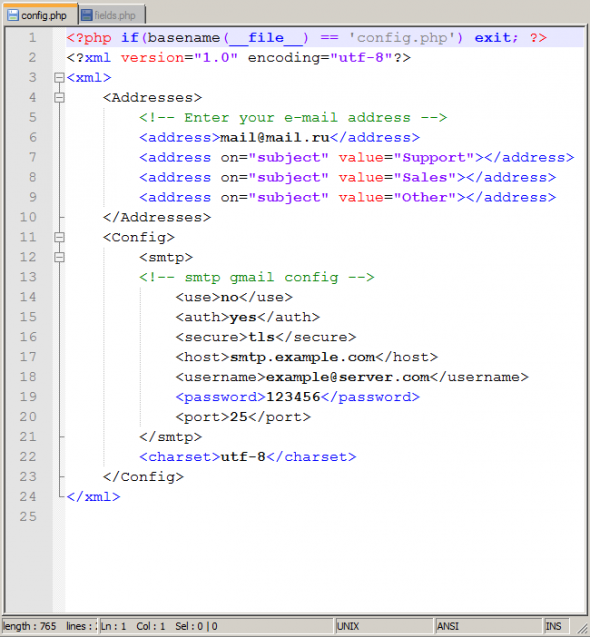 config.php fields.php
1 <?php if(basename(__file__) == 'config.php') exit; ?>
2 <?xml version="1.0" encoding="utf-8"?>
3 <xml>
4 <Addresses>
5 <!-- Enter your e-mail address -->
6 <address>mail@mail.ru</address>
7 <address on="subject" value="Support"></address>
8 <address on="subject" value="Sales"></address>
9 <address on="subject" value="Other"></address>
10 </Addresses>
11 <Config>
12 <smtp>
13 <!-- smtp gmail config -->
14 <use>no</use>
15 <auth>yes</auth>
16 <secure>tls</secure>
17 <host>smtp.example.com</host>
18 <username>example@server.com</username>
19 <password>123456</password>
20 <port>25</port>
21 </smtp>
22 <charset>utf-8</charset>
23 </Config>
24 </xml>
25
length : 765 lines : Ln : 1 Col : 1 Sel : 0 | 0 UNIX ANSI INS